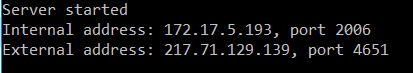 Server started
Internal address: 172.17.5.193, port 2006
External address: 217.71.129.139, port 4651